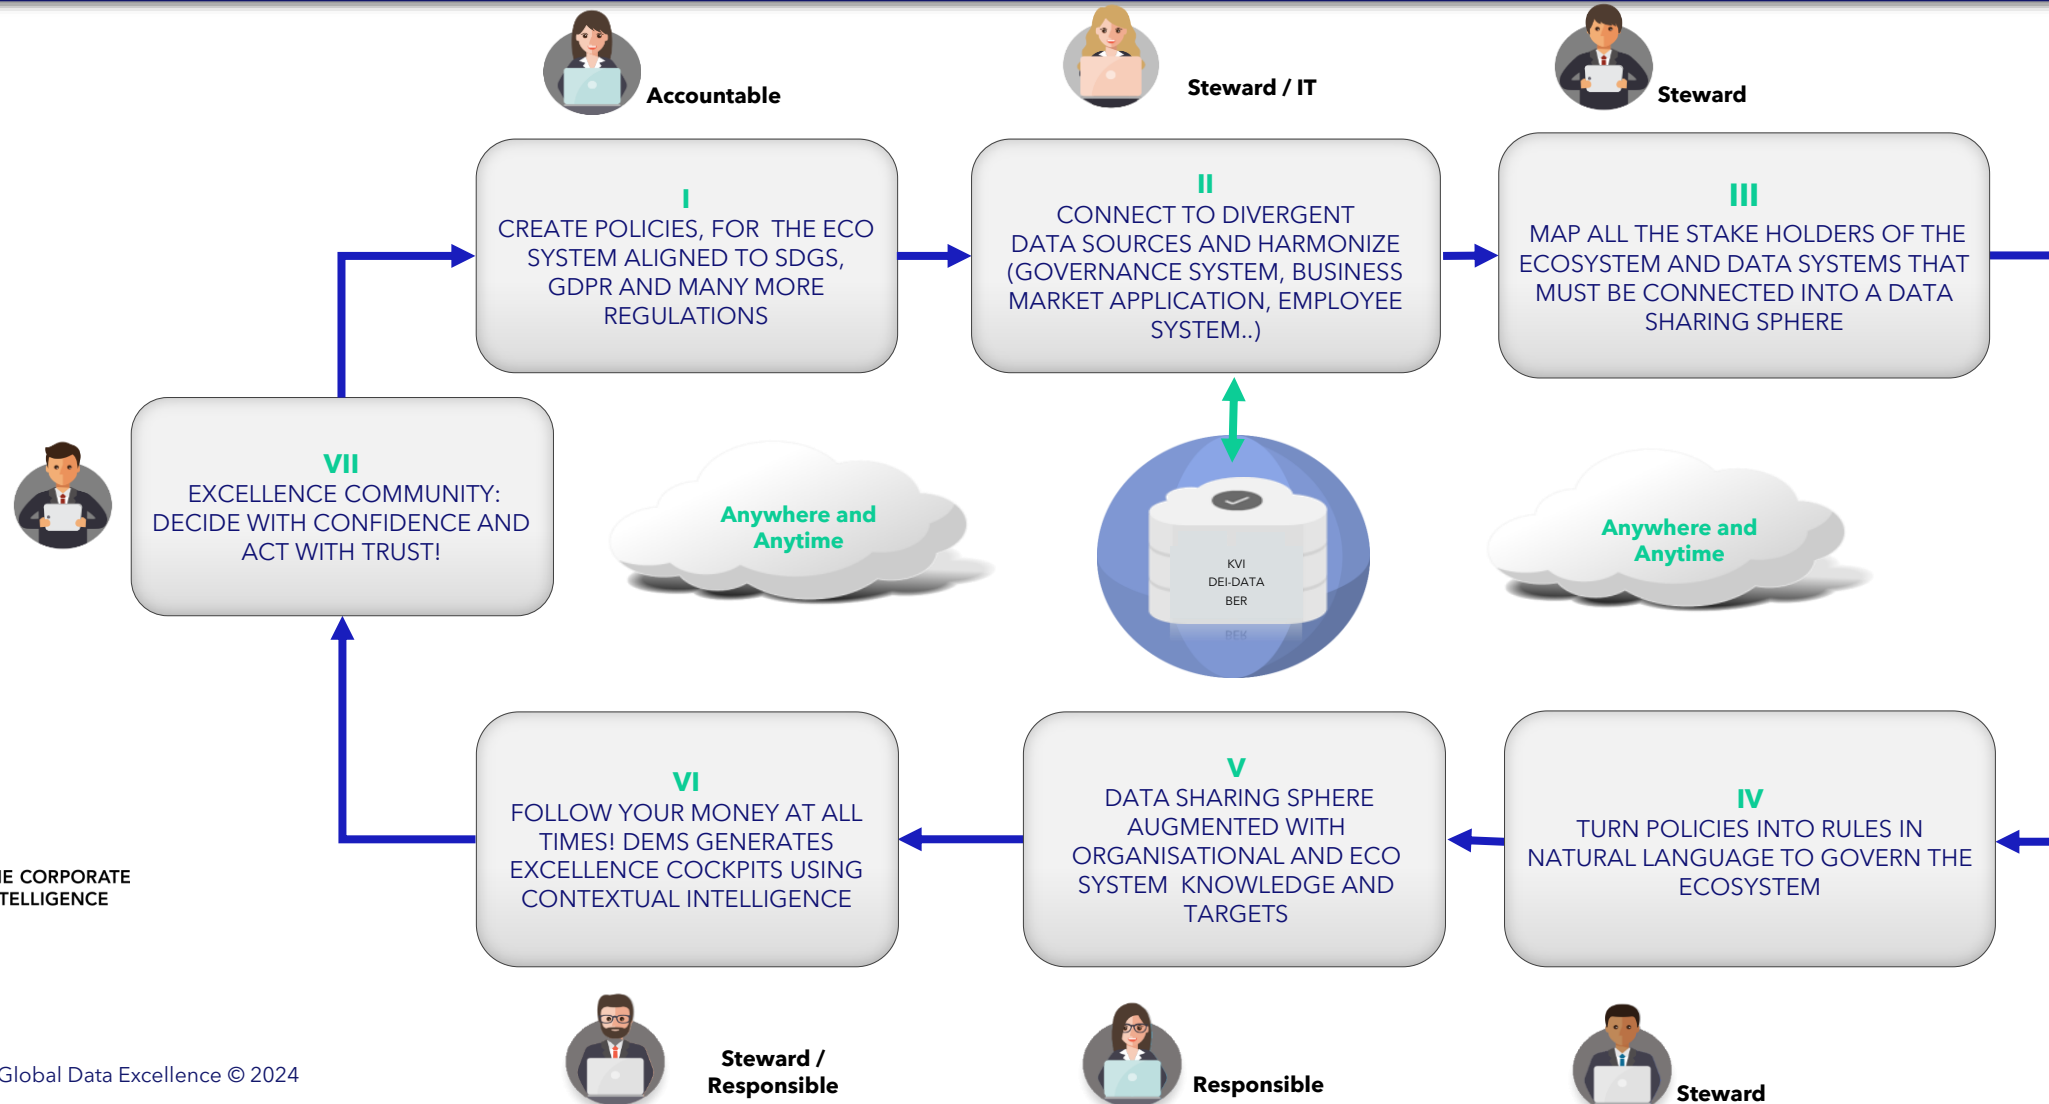 Accountable
Steward / IT
Steward
I
CREATE POLICIES, FOR THE ECO
SYSTEM ALIGNED TO SDGS,
GDPR AND MANY MORE
REGULATIONS
II
CONNECT TO DIVERGENT
DATA SOURCES AND HARMONIZE
(GOVERNANCE SYSTEM, BUSINESS
MARKET APPLICATION, EMPLOYEE
SYSTEM..)
III
MAP ALL THE STAKE HOLDERS OF THE
ECOSYSTEM AND DATA SYSTEMS THAT
MUST BE CONNECTED INTO A DATA
SHARING SPHERE
VII
EXCELLENCE COMMUNITY:
DECIDE WITH CONFIDENCE AND
ACT WITH TRUST!
Anywhere and
Anytime
KVI
DEI-DATA
BER
Anywhere and
Anytime
VI
FOLLOW YOUR MONEY AT ALL
TIMES! DEMS GENERATES
EXCELLENCE COCKPITS USING
CONTEXTUAL INTELLIGENCE
V
DATA SHARING SPHERE
AUGMENTED WITH
ORGANISATIONAL AND ECO
SYSTEM KNOWLEDGE AND
TARGETS
IV
TURN POLICIES INTO RULES IN
NATURAL LANGUAGE TO GOVERN THE
ECOSYSTEM
CORPORATE
Steward /
Responsible
Responsible
Steward
Global Data Excellence © 2024